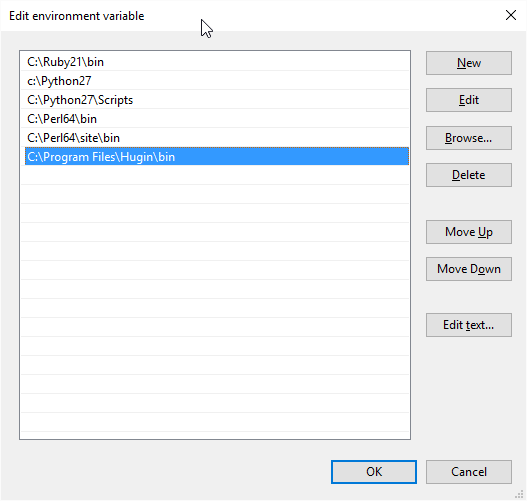 Edit environment variable
C:\Ruby21\bin
c:\Python27
C:\Python27\Scripts
C:\Perl64\bin
C:\Perl64\site\bin
C:\Program Files\Hugin\bin
New
Edit
Browse...
Delete
Move Up
Move Down
Edit text...
OK
Cancel